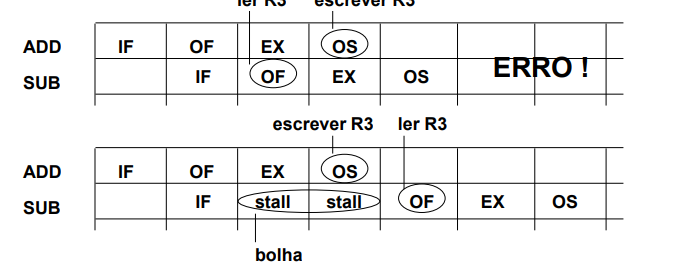 ler R3 escrever R3
ADD IF OF EX OS
SUB IF OF EX OS ERRO !
escrever R3 ler R3
ADD IF OF EX OS
SUB IF stall stall OF EX OS
bolha